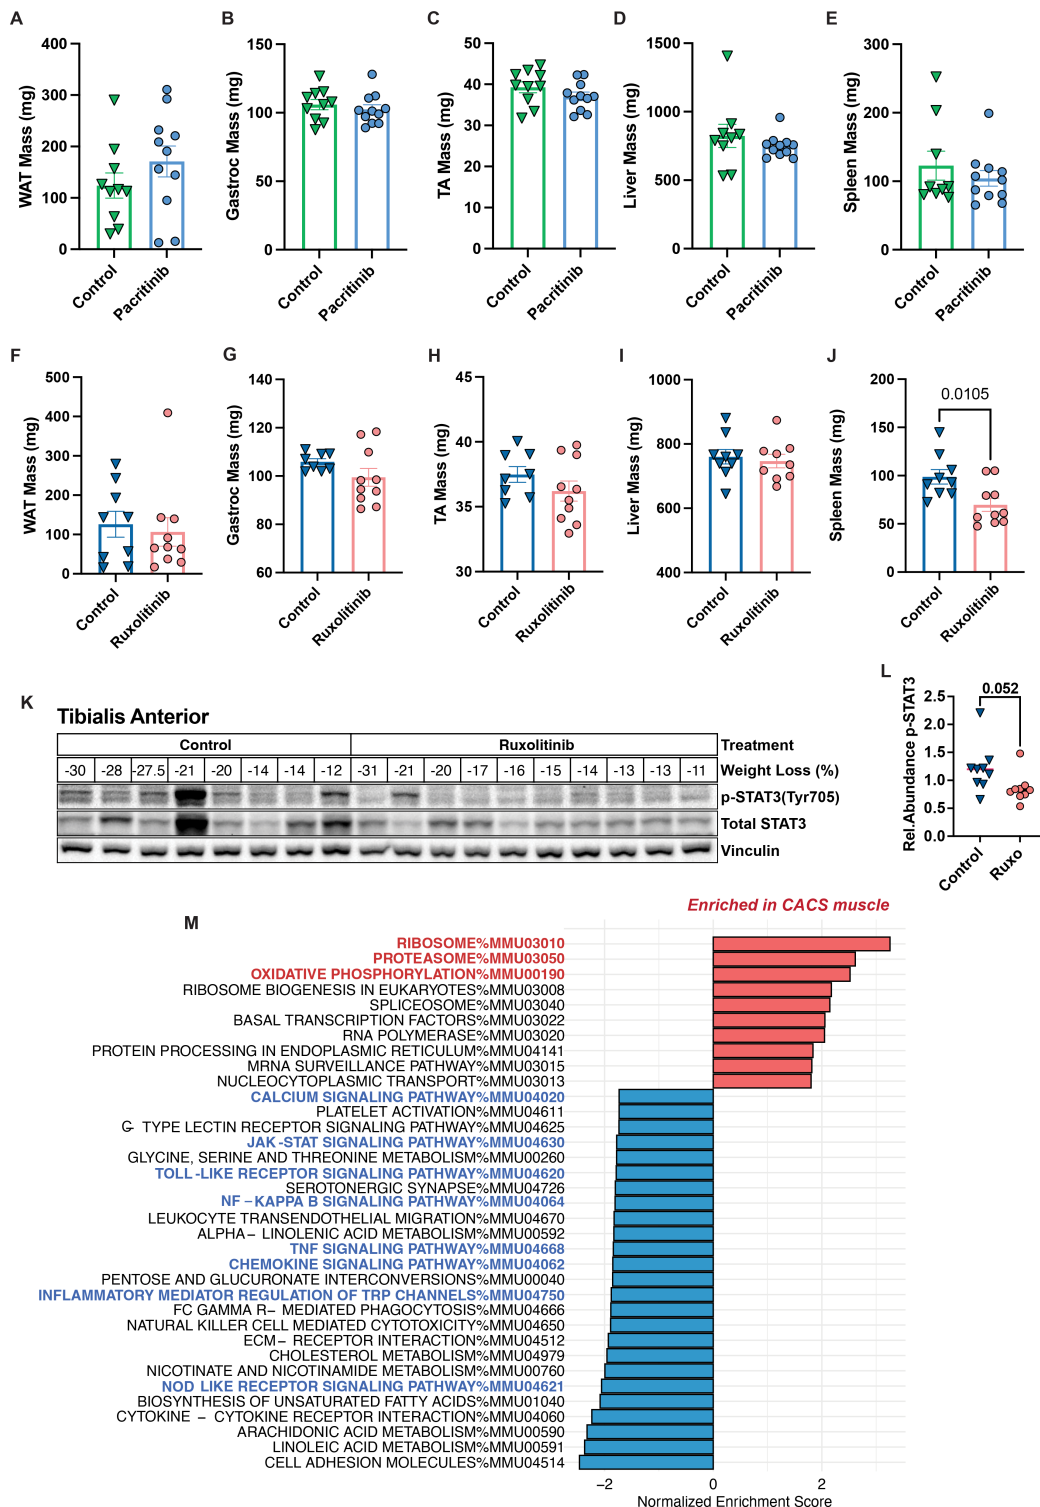 A
B
C
D
E
400
300
200
100
0
WAT Mass (mg)
Control
Pacritinib
150
100
50
0
Gastroc Mass (mg)
Control
Pacritinib
50
40
30
20
10
0
TA Mass (mg)
Control
Pacritinib
1500
1000
500
0
Liver Mass (mg)
Control
Pacritinib
300
200
100
0
Spleen Mass (mg)
Control
Pacritinib
F
G
H
I
J
500
400
300
200
100
0
WAT Mass (mg)
Control
Ruxolitinib
140
120
100
80
60
Gastroc Mass (mg)
Control
Ruxolitinib
45
40
35
30
TA Mass (mg)
Control
Ruxolitinib
1000
800
600
400
Liver Mass (mg)
Control
Ruxolitinib
200
150
100
50
0
Spleen Mass (mg)
0.0105
Control
Ruxolitinib
K
Tibialis Anterior
Control Ruxolitinib Treatment
-30 -28 -27.5 -21 -20 -14 -14 -12 -31 -21 -20 -17 -16 -15 -14 -13 -13 -11 Weight Loss (%)
p-STAT3(Tyr705)
Total STAT3
Vinculin
L
2.5
2.0
1.5
1.0
0.5
0.0
Rel.Abundance p-STAT3
0.052
Control
Ruxo
M
Enriched in CACS muscle
RIBOSOME%MMU03010
PROTEASOME%MMU03050
OXIDATIVE PHOSPHORYLATION%MMU00190
RIBOSOME BIOGENESIS IN EUKARYOTES%MMU03008
SPLICEOSOME%MMU03040
BASAL TRANSCRIPTION FACTORS%MMU03022
RNA POLYMERASE%MMU03020
PROTEIN PROCESSING IN ENDOPLASMIC RETICULUM%MMU04141
MRNA SURVEILLANCE PATHWAY%MMU03015
NUCLEOCYTOPLASMIC TRANSPORT%MMU03013
CALCIUM SIGNALING PATHWAY%MMU04020
PLATELET ACTIVATION%MMU04611
C- TYPE LECTIN RECEPTOR SIGNALING PATHWAY%MMU04625
JAK-STAT SIGNALING PATHWAY%MMU04630
GLYCINE, SERINE AND THREONINE METABOLISM%MMU00260
TOLL-LIKE RECEPTOR SIGNALING PATHWAY%MMU04620
SEROTONERGIC SYNAPSE%MMU04726
NF-KAPPA B SIGNALING PATHWAY%MMU04064
LEUKOCYTE TRANSENDOTHELIAL MIGRATION%MMU04670
ALPHA- LINOLENIC ACID METABOLISM%MMU00592
TNF SIGNALING PATHWAY%MMU04668
CHEMOKINE SIGNALING PATHWAY%MMU04062
PENTOSE AND GLUCURONATE INTERCONVERSIONS%MMU00040
INFLAMMATORY MEDIATOR REGULATION OF TRP CHANNELS%MMU04750
FC GAMMA R- MEDIATED PHAGOCYTOSIS%MMU04666
NATURAL KILLER CELL MEDIATED CYTOTOXICITY%MMU04650
ECM- RECEPTOR INTERACTION%MMU04512
CHOLESTEROL METABOLISM%MMU04979
NICOTINATE AND NICOTINAMIDE METABOLISM%MMU00760
NOD LIKE RECEPTOR SIGNALING PATHWAY%MMU04621
BIOSYNTHESIS OF UNSATURATED FATTY ACIDS%MMU01040
CYTOKINE - CYTOKINE RECEPTOR INTERACTION%MMU04060
ARACHIDONIC ACID METABOLISM%MMU00590
LINOLEIC ACID METABOLISM%MMU00591
CELL ADHESION MOLECULES%MMU04514
-2 0 2
Normalized Enrichment Score